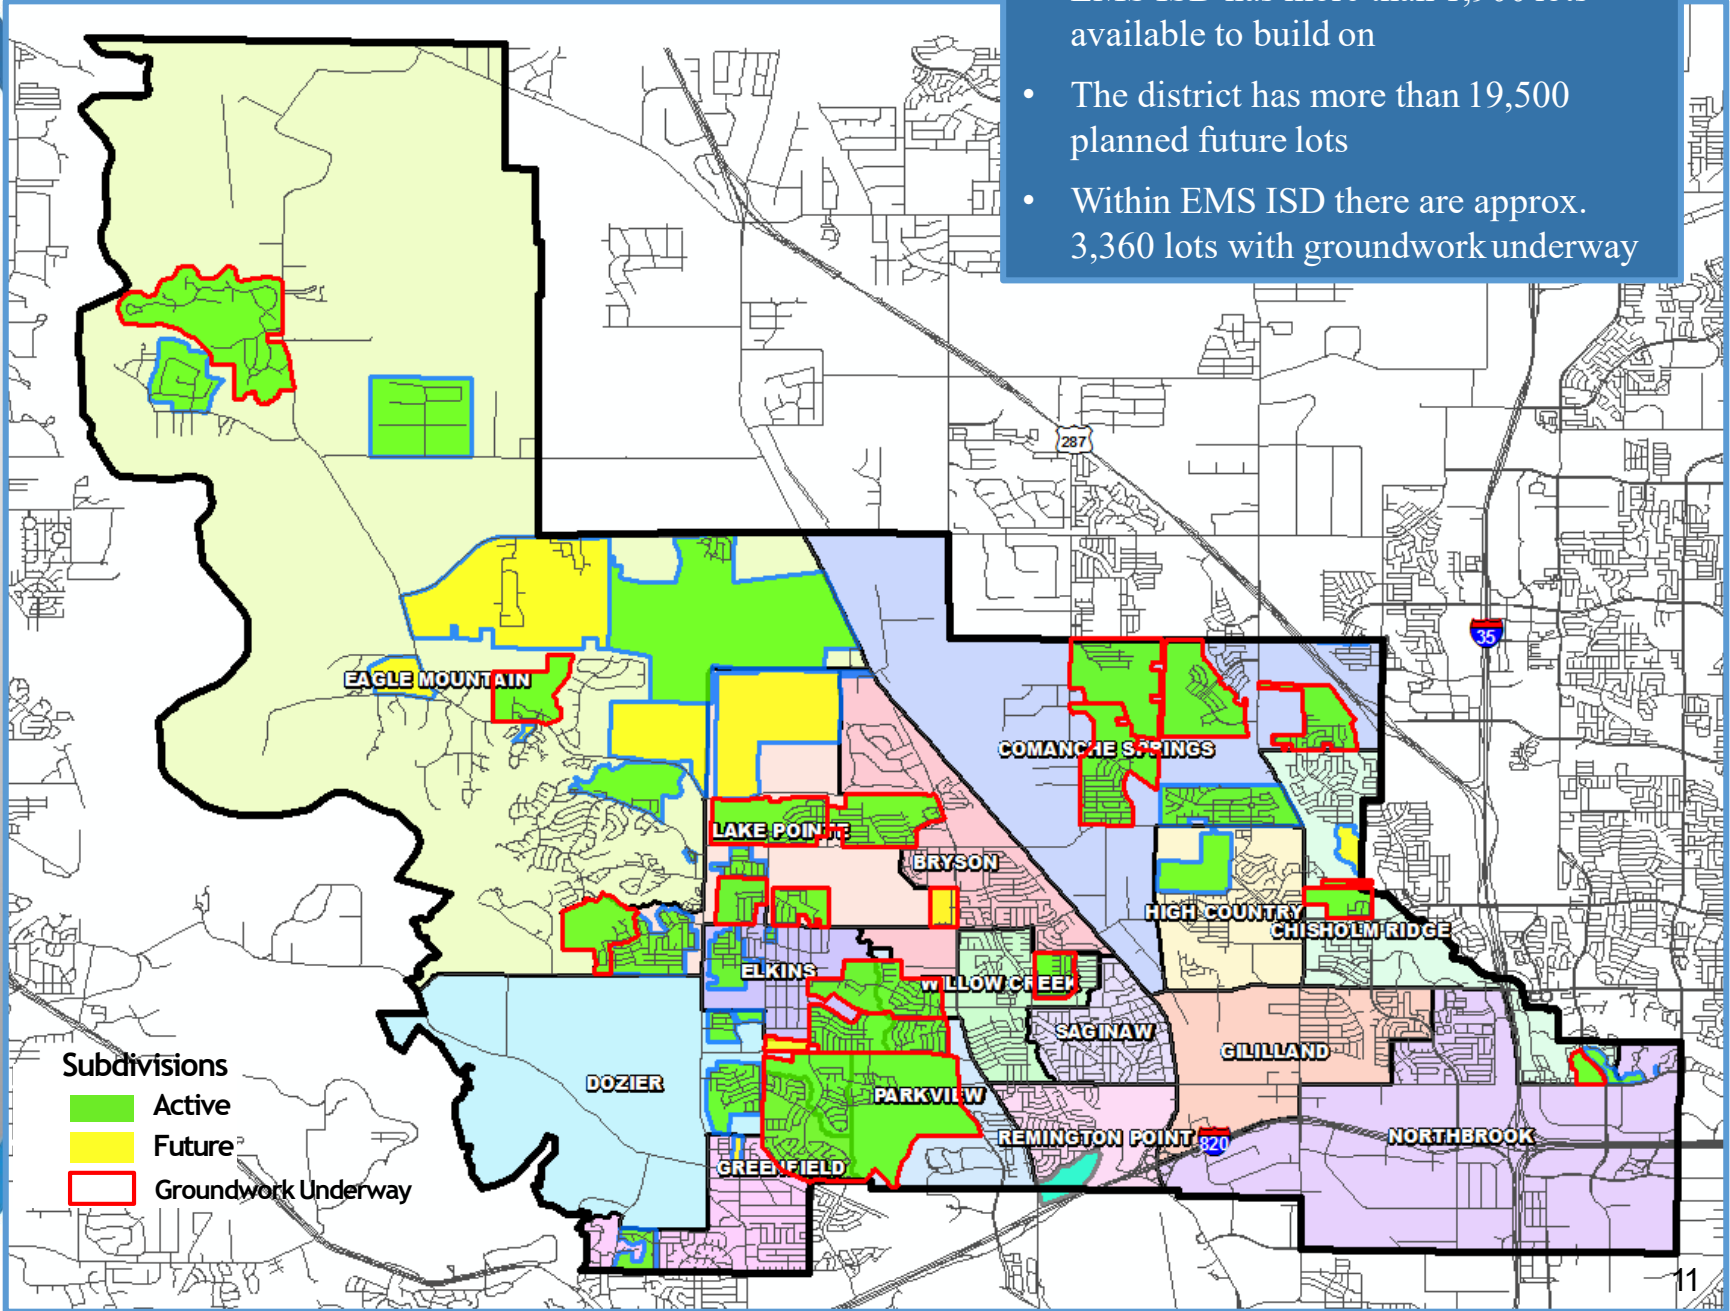 available to build on
• The district has more than 19,500
planned future lots
• Within EMS ISD there are approx.
3,360 lots with groundwork underway
287
35
EAGLE MOUNTAIN
COMANCHE SPRINGS
LAKE POINTE
BRYSON
HIGH COUNTRY
CHISHOLM RIDGE
ELKINS
WILLOW CREEK
SAGINAW
GILILLAND
DOZIER
PARKVIEW
REMINGTON POINT
820
NORTHBROOK
GREENFIELD
Subdivisions
Active
Future
Groundwork Underway
11